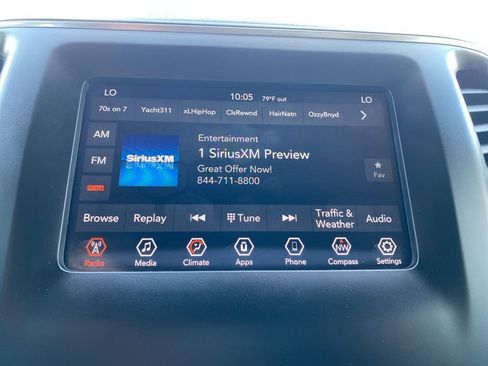 LO 10:05 79°F out LO
70s on 7 Yacht311 xLHipHop ClsRewnd HairNatn OzzyBnyd
AM
FM
sxm
SiriusXM
Entertainment
1 SiriusXM Preview
Great Offer Now!
844-711-8800
Fav
Browse Replay Tune Traffic & Weather Audio
NW
Radio Media Climate Apps Phone Compass Settings